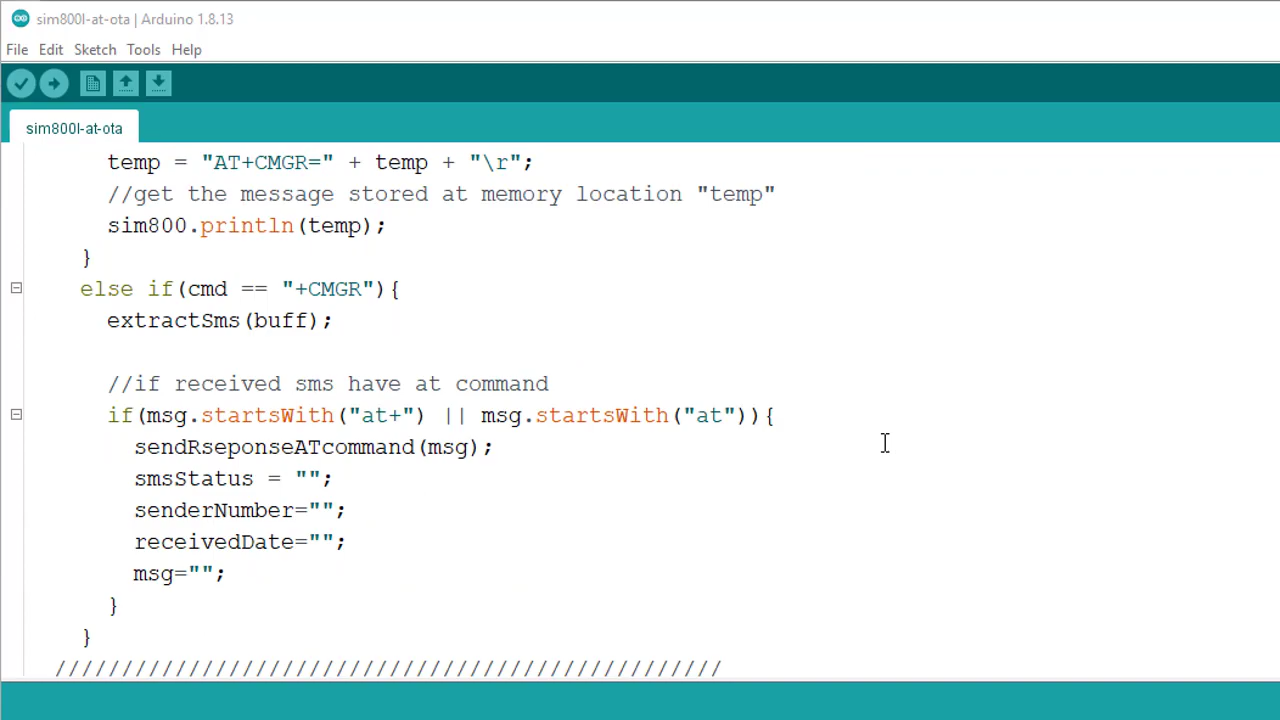 sim800l-at-ota | Arduino 1.8.13
File Edit Sketch Tools Help
sim800l-at-ota
temp = "AT+CMGR=" + temp + "\r";
//get the message stored at memory location "temp"
sim800.println(temp);
}
else if(cmd == "+CMGR"){
extractSms(buff);
//if received sms have at command
if(msg.startsWith("at+") || msg.startsWith("at")){
sendRseponseATcommand(msg);
smsStatus = "";
senderNumber="";
receivedDate="";
msg="";
}
}
//////////////////////////////////////////////////